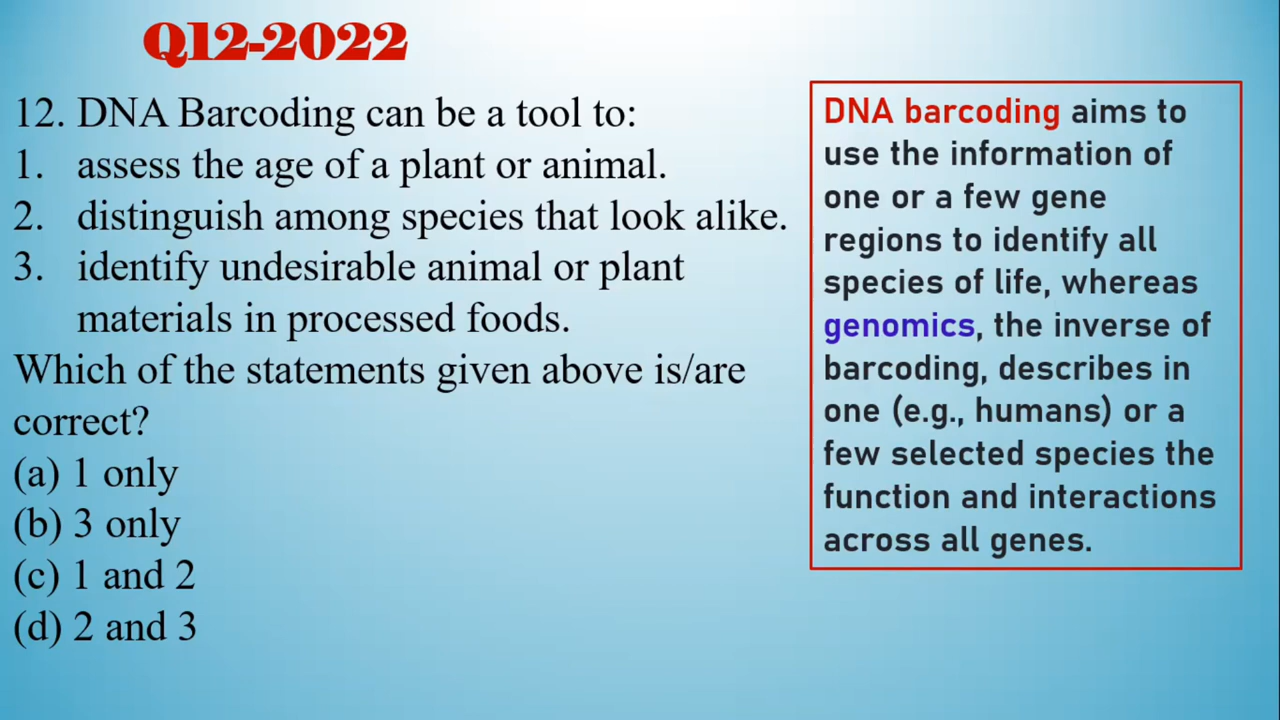 Q12-2022
12. DNA Barcoding can be a tool to:
1. assess the age of a plant or animal.
2. distinguish among species that look alike.
3. identify undesirable animal or plant
materials in processed foods.
Which of the statements given above is/are
correct?
(a) 1 only
(b) 3 only
(c) 1 and 2
(d) 2 and 3
DNA barcoding aims to
use the information of
one or a few gene
regions to identify all
species of life, whereas
genomics, the inverse of
barcoding, describes in
one (e.g., humans) or a
few selected species the
function and interactions
across all genes.